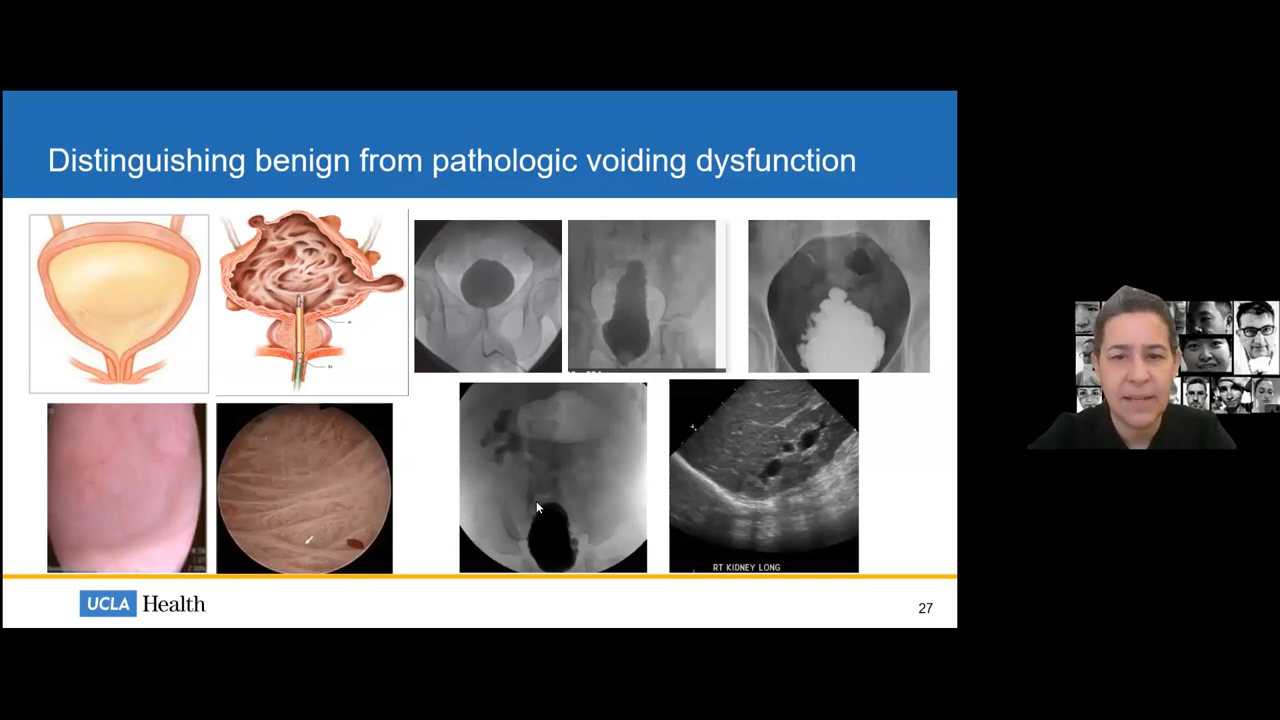 Distinguishing benign from pathologic voiding dysfunction
RT KIDNEY LONG
UCLA Health
27